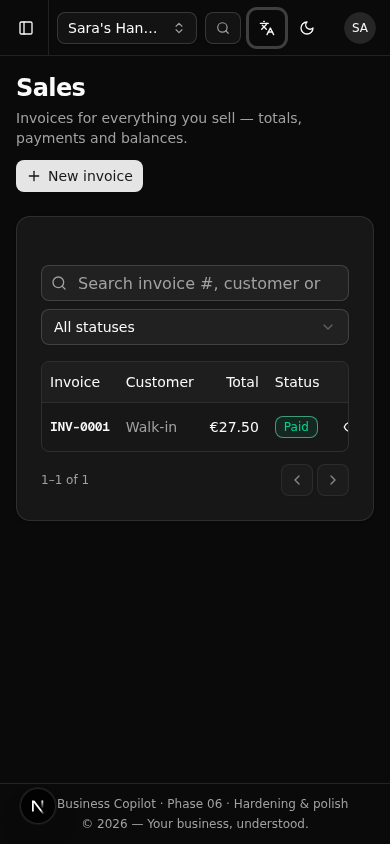 Sara's Han...
SA
Sales
Invoices for everything you sell — totals,
payments and balances.
New invoice
Search invoice #, customer or
All statuses
Invoice Customer Total Status
INV-0001 Walk-in €27.50 Paid
1–1 of 1
N
Business Copilot · Phase 06 · Hardening & polish
© 2026 — Your business, understood.